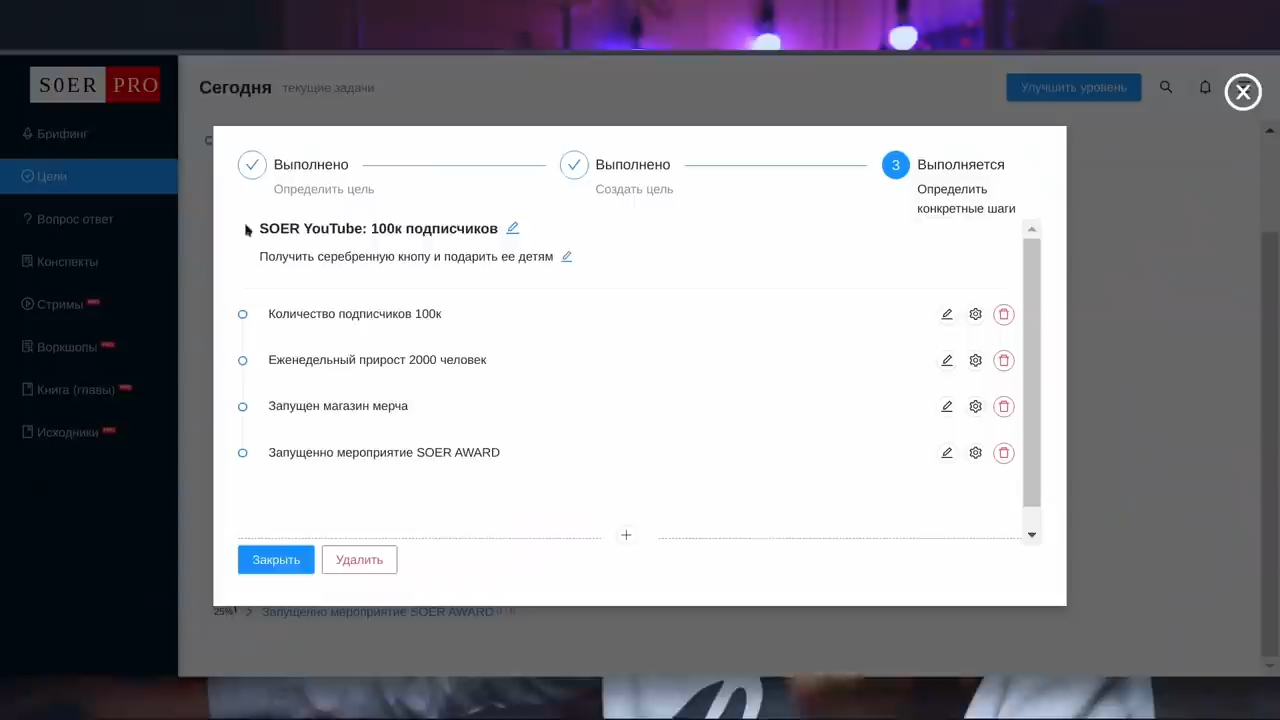 S0ER PRO
Сегодня текущие задачи
Улучшить уровень
Брифинг
Цели
Вопрос ответ
Конспекты
Стримы
Воркшопы
Книга (главы)
Исходники
Выполнено
Определить цель
Выполнено
Создать цель
3 Выполняется
Определить
конкретные шаги
SOER YouTube: 100к подписчиков
Получить серебренную кнопу и подарить ее детям
Количество подписчиков 100к
Еженедельный прирост 2000 человек
Запущен магазин мерча
Запущенно мероприятие SOER AWARD
Закрыть
Удалить
25% Запущенно мероприятие SOER AWARD